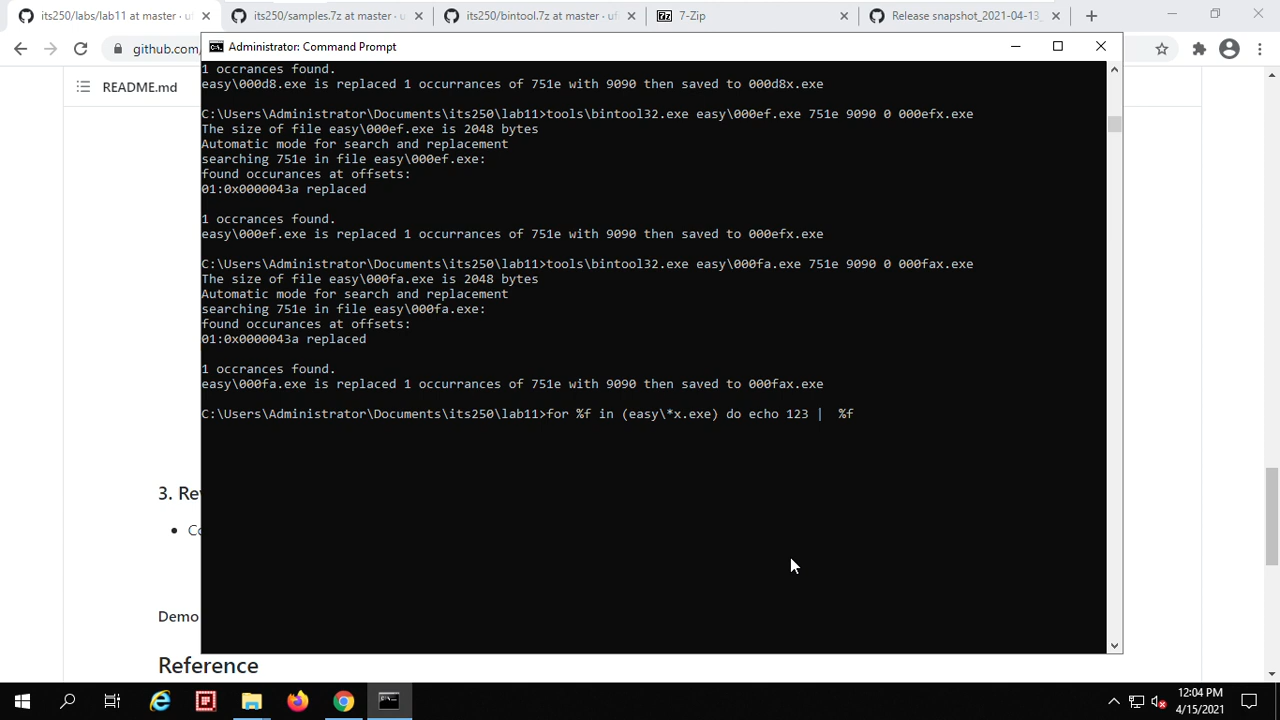 its250/labs/lab11 at master · u
its250/samples.7z at master · u
its250/bintool.7z at master · uf
7-Zip
Release snapshot_2021-04-13_
github.com
Administrator: Command Prompt
README.md
1 occrances found.
easy\000d8.exe is replaced 1 occurrances of 751e with 9090 then saved to 000d8x.exe
C:\Users\Administrator\Documents\its250\lab11>tools\bintool32.exe easy\000ef.exe 751e 9090 0 000efx.exe
The size of file easy\000ef.exe is 2048 bytes
Automatic mode for search and replacement
searching 751e in file easy\000ef.exe:
found occurances at offsets:
01:0x0000043a replaced
1 occrances found.
easy\000ef.exe is replaced 1 occurrances of 751e with 9090 then saved to 000efx.exe
C:\Users\Administrator\Documents\its250\lab11>tools\bintool32.exe easy\000fa.exe 751e 9090 0 000fax.exe
The size of file easy\000fa.exe is 2048 bytes
Automatic mode for search and replacement
searching 751e in file easy\000fa.exe:
found occurances at offsets:
01:0x0000043a replaced
1 occrances found.
easy\000fa.exe is replaced 1 occurrances of 751e with 9090 then saved to 000fax.exe
C:\Users\Administrator\Documents\its250\lab11>for %f in (easy\*x.exe) do echo 123 |  %f
3. Re
Co
Demo
Reference
12:04 PM
4/15/2021